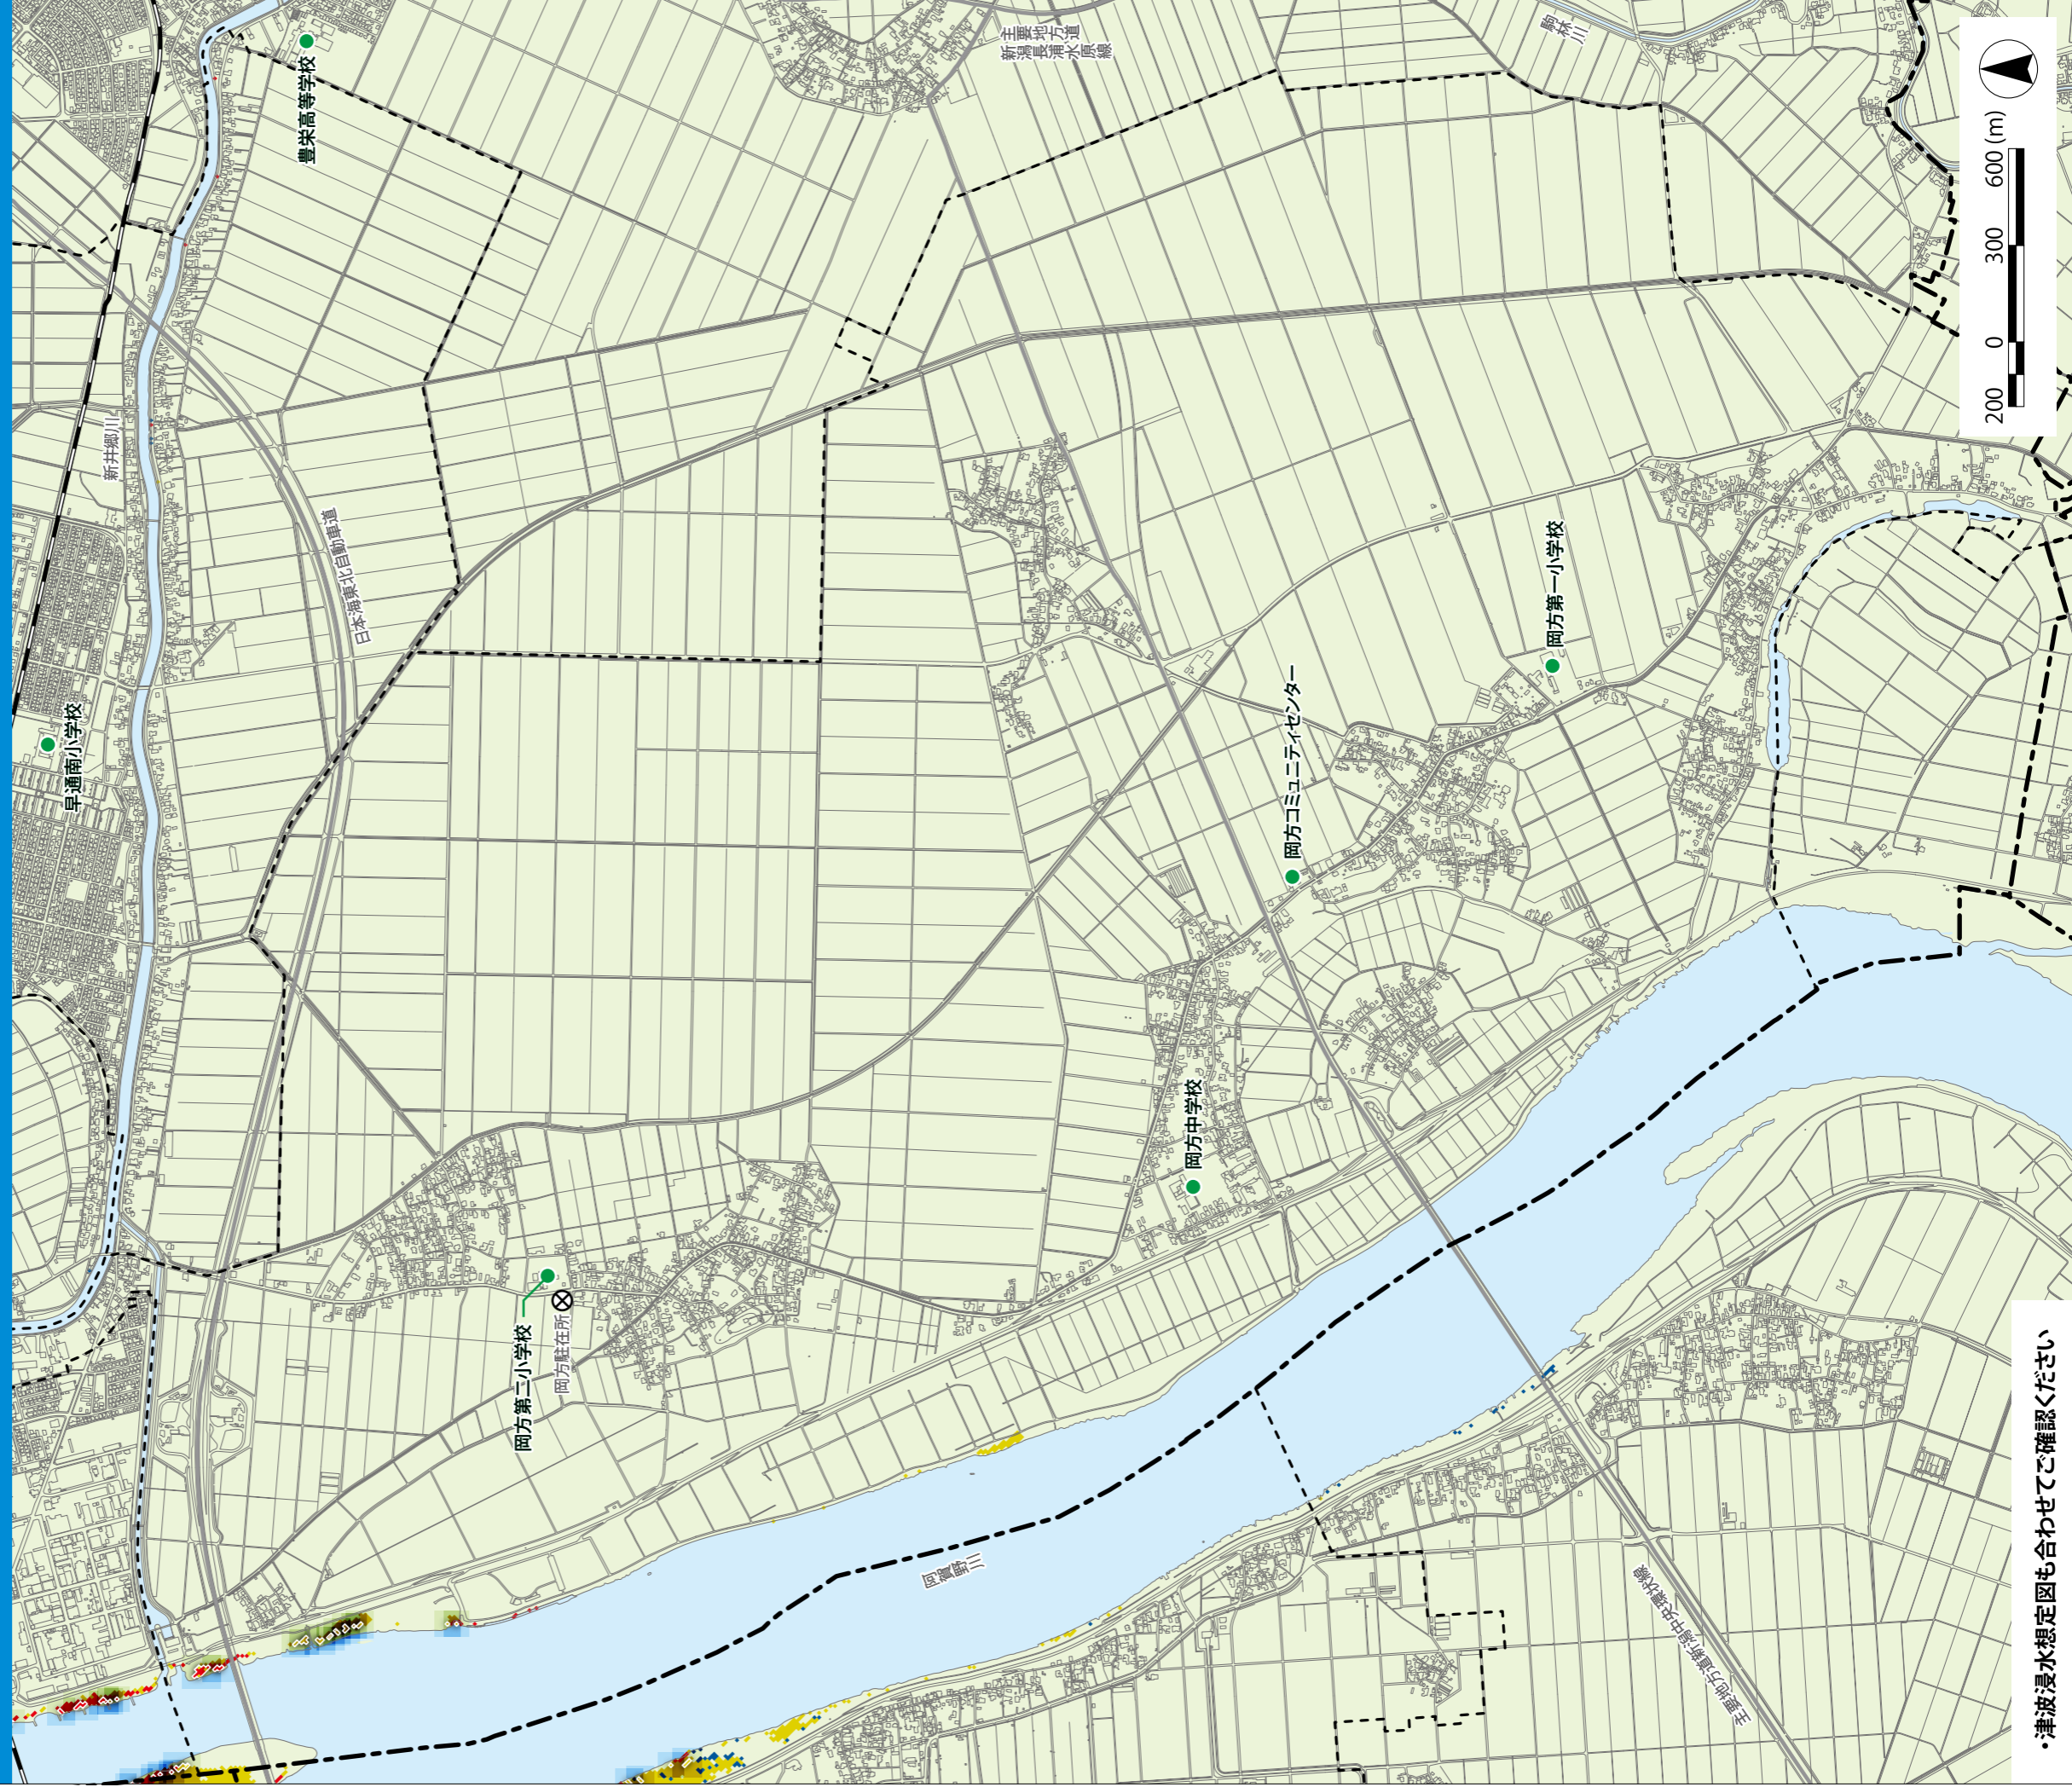 豊栄高等学校
主要地方道
新潟長浦水原線
駒林川
600 (m)
300
0
200
新井郷川
日本海東北自動車道
早通南小学校
岡方第一小学校
岡方コミュニティセンター
岡方中学校
岡方第二小学校
岡方駐在所
阿賀野川
主要地方道新潟中央環状線
・津波浸水想定図も合わせてご確認ください